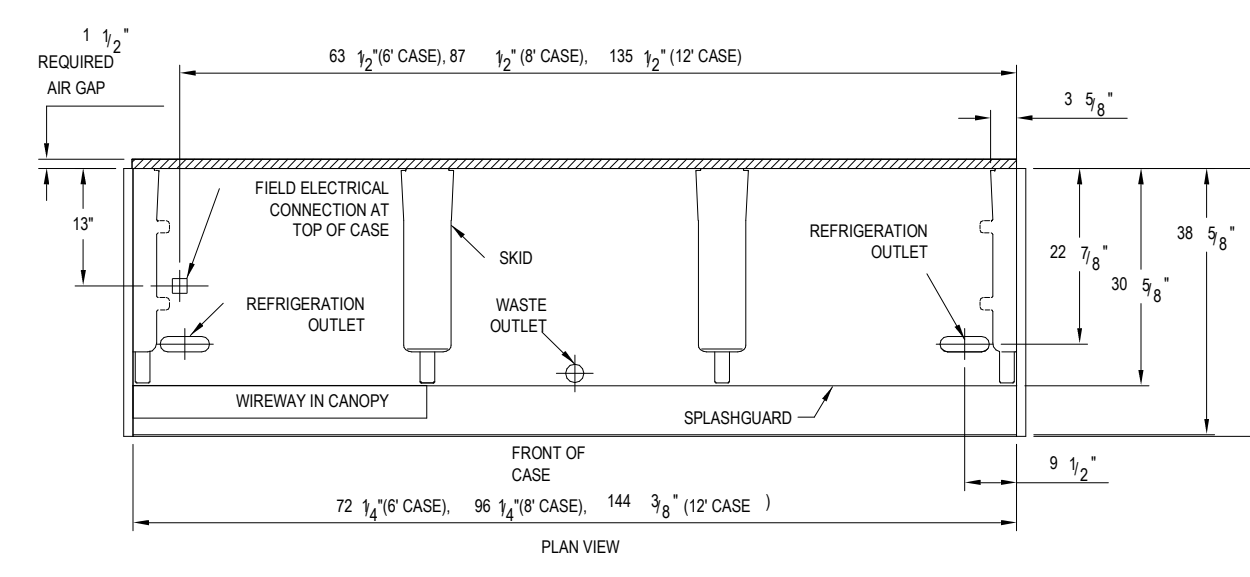 1 1/2"
REQUIRED
AIR GAP
63 1/2"(6' CASE), 87 1/2"(8' CASE), 135 1/2"(12' CASE)
3 5/8"
13"
FIELD ELECTRICAL
CONNECTION AT
TOP OF CASE
SKID
REFRIGERATION
OUTLET
22 7/8"
38 5/8"
30 5/8"
REFRIGERATION
OUTLET
WASTE
OUTLET
WIREWAY IN CANOPY
SPLASHGUARD
FRONT OF
CASE
9 1/2"
72 1/4"(6' CASE), 96 1/4"(8' CASE), 144 3/8" (12' CASE )
PLAN VIEW